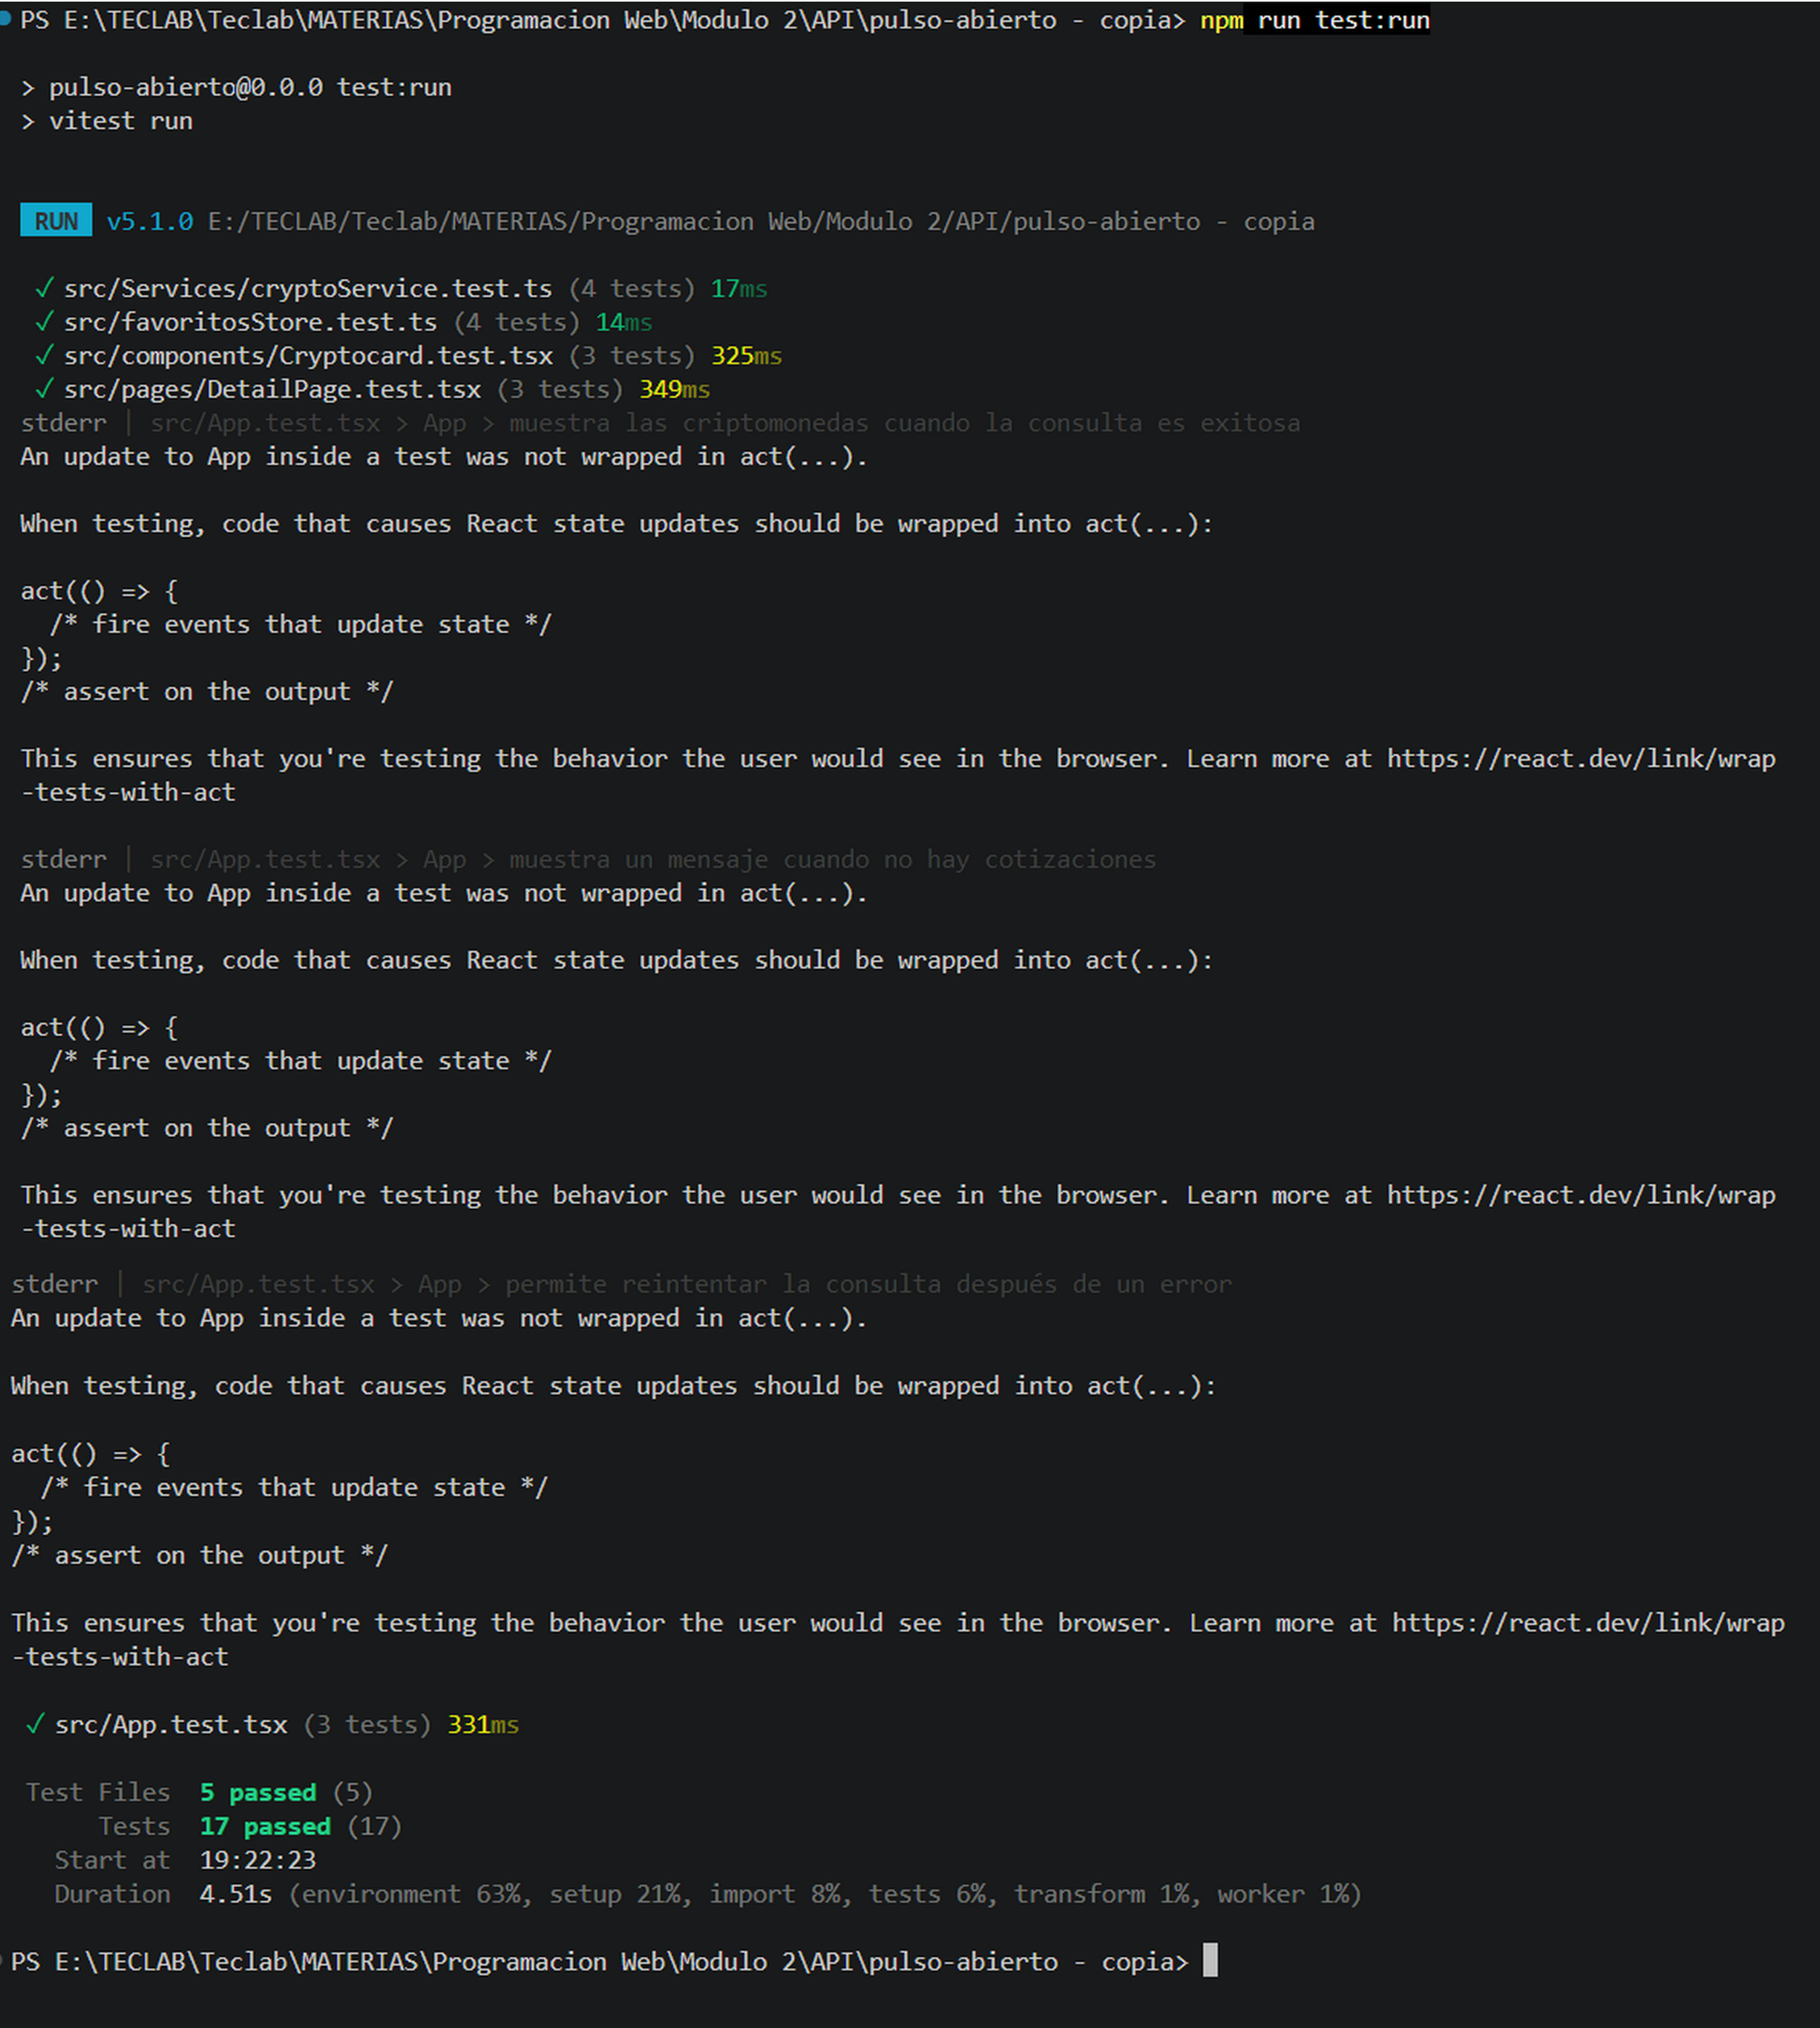 PS E:\TECLAB\Teclab\MATERIAS\Programacion Web\Modulo 2\API\pulso-abierto - copia> npm run test:run
> pulso-abierto@0.0.0 test:run
> vitest run
RUN v5.1.0 E:/TECLAB/Teclab/MATERIAS/Programacion Web/Modulo 2/API/pulso-abierto - copia
✓ src/Services/cryptoService.test.ts (4 tests) 17ms
✓ src/favoritosStore.test.ts (4 tests) 14ms
✓ src/components/Cryptocard.test.tsx (3 tests) 325ms
✓ src/pages/DetailPage.test.tsx (3 tests) 349ms
stderr | src/App.test.tsx > App > muestra las criptomonedas cuando la consulta es exitosa
An update to App inside a test was not wrapped in act(...).
When testing, code that causes React state updates should be wrapped into act(...):
act(() => {
  /* fire events that update state */
});
/* assert on the output */
This ensures that you're testing the behavior the user would see in the browser. Learn more at https://react.dev/link/wrap
-tests-with-act
stderr | src/App.test.tsx > App > muestra un mensaje cuando no hay cotizaciones
An update to App inside a test was not wrapped in act(...).
When testing, code that causes React state updates should be wrapped into act(...):
act(() => {
  /* fire events that update state */
});
/* assert on the output */
This ensures that you're testing the behavior the user would see in the browser. Learn more at https://react.dev/link/wrap
-tests-with-act
stderr | src/App.test.tsx > App > permite reintentar la consulta después de un error
An update to App inside a test was not wrapped in act(...).
When testing, code that causes React state updates should be wrapped into act(...):
act(() => {
  /* fire events that update state */
});
/* assert on the output */
This ensures that you're testing the behavior the user would see in the browser. Learn more at https://react.dev/link/wrap
-tests-with-act
✓ src/App.test.tsx (3 tests) 331ms
Test Files 5 passed (5)
Tests 17 passed (17)
Start at 19:22:23
Duration 4.51s (environment 63%, setup 21%, import 8%, tests 6%, transform 1%, worker 1%)
PS E:\TECLAB\Teclab\MATERIAS\Programacion Web\Modulo 2\API\pulso-abierto - copia>